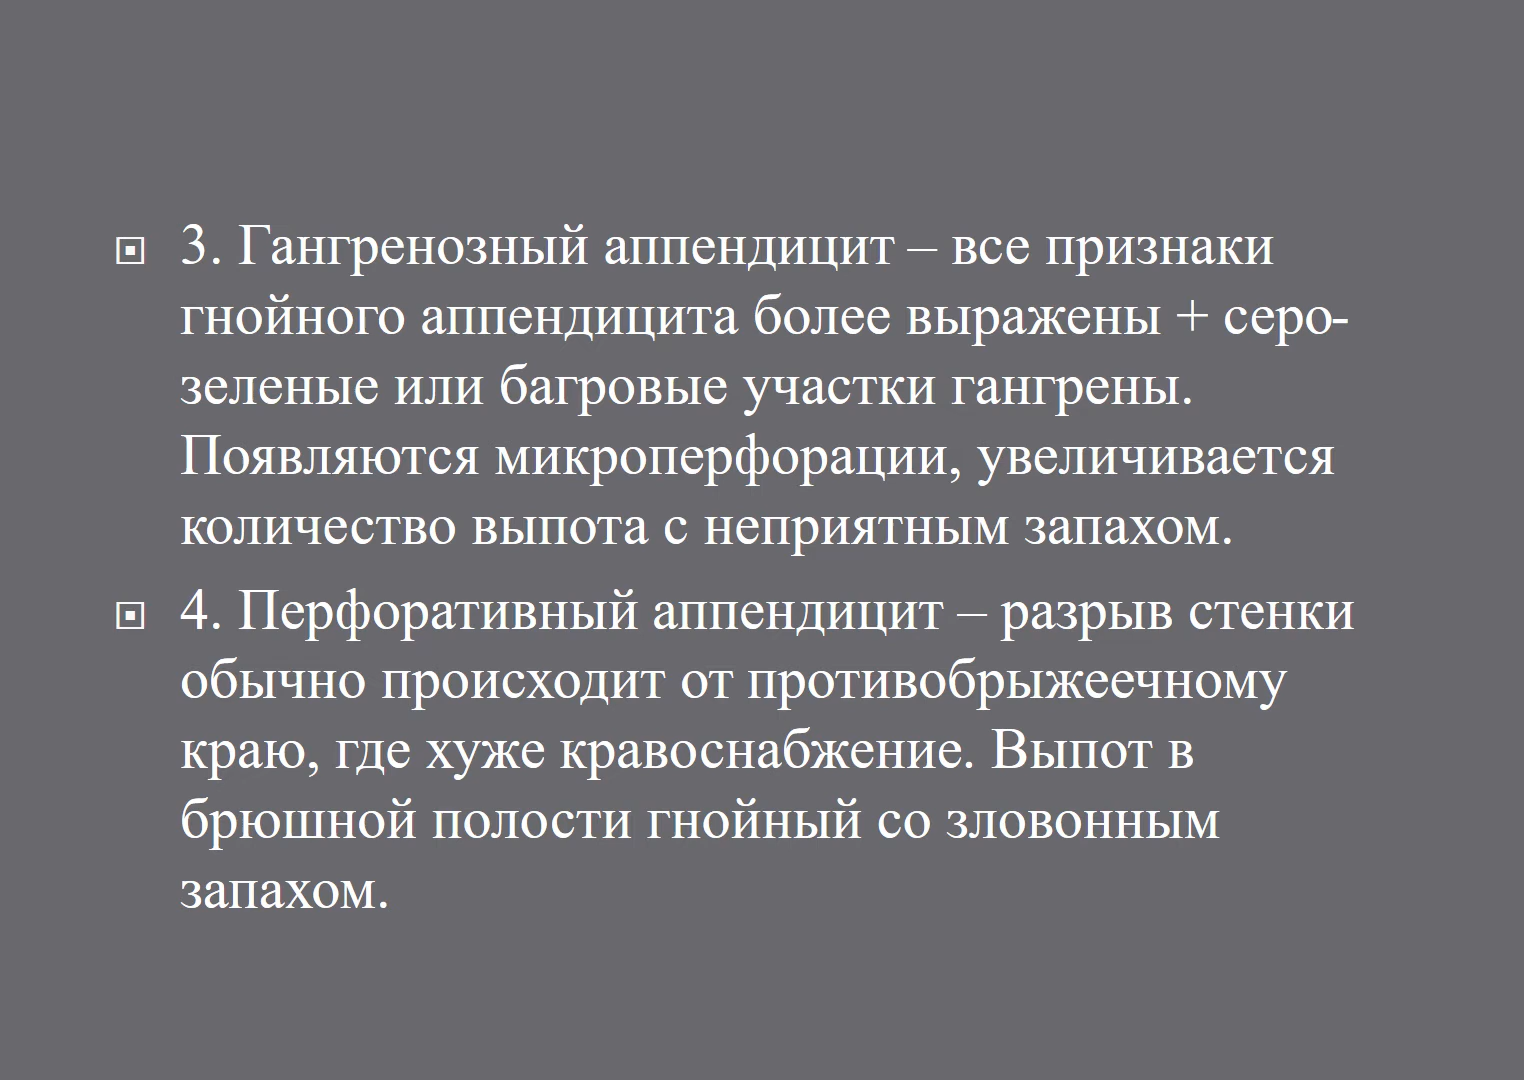 3. Гангренозный аппендицит – все признаки
гнойного аппендицита более выражены + серо-
зеленые или багровые участки гангрены.
Появляются микроперфорации, увеличивается
количество выпота с неприятным запахом.
4. Перфоративный аппендицит – разрыв стенки
обычно происходит от противобрыжеечному
краю, где хуже кравоснабжение. Выпот в
брюшной полости гнойный со зловонным
запахом.